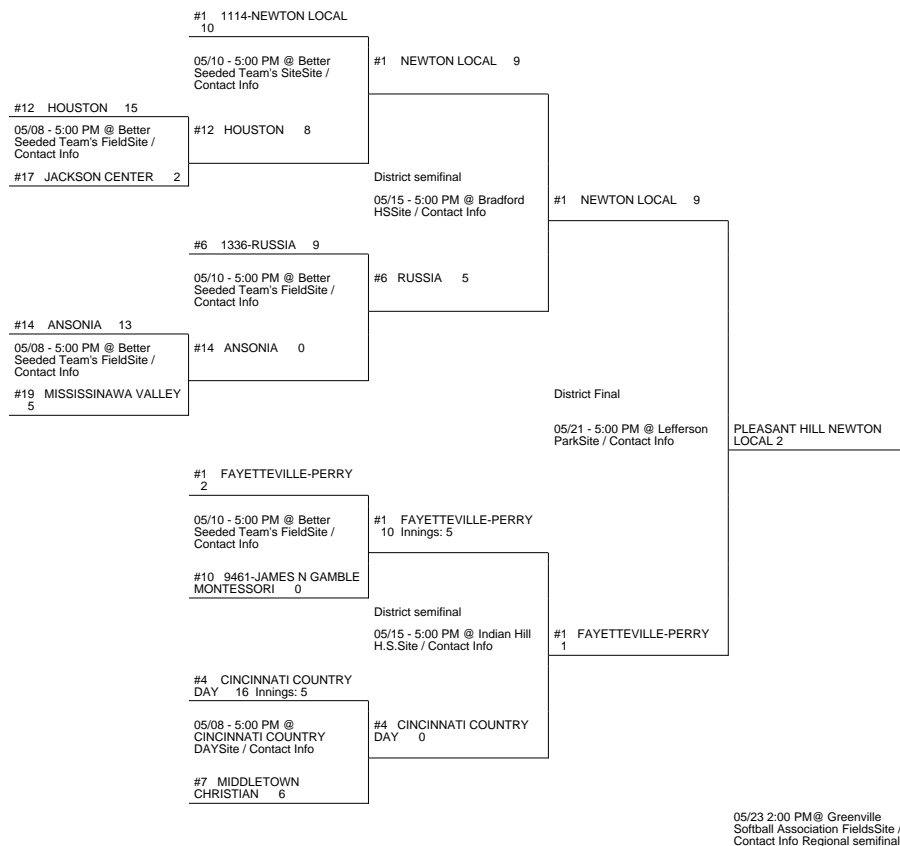 #1 1114-NEWTON LOCAL
10
05/10 - 5:00 PM @ Better
Seeded Team's SiteSite /
Contact Info
#1 NEWTON LOCAL 9
#12 HOUSTON 15
05/08 - 5:00 PM @ Better
Seeded Team's FieldSite /
Contact Info
#12 HOUSTON 8
#17 JACKSON CENTER 2
District semifinal
05/15 - 5:00 PM @ Bradford
HSSite / Contact Info
#1 NEWTON LOCAL 9
#6 1336-RUSSIA 9
05/10 - 5:00 PM @ Better
Seeded Team's FieldSite /
Contact Info
#6 RUSSIA 5
#14 ANSONIA 13
05/08 - 5:00 PM @ Better
Seeded Team's FieldSite /
Contact Info
#14 ANSONIA 0
#19 MISSISSINAWA VALLEY
5
District Final
05/21 - 5:00 PM @ Lefferson
ParkSite / Contact Info
PLEASANT HILL NEWTON
LOCAL 2
#1 FAYETTEVILLE-PERRY
2
05/10 - 5:00 PM @ Better
Seeded Team's FieldSite /
Contact Info
#1 FAYETTEVILLE-PERRY
10 Innings: 5
#10 9461-JAMES N GAMBLE
MONTESSORI 0
District semifinal
05/15 - 5:00 PM @ Indian Hill
H.S.Site / Contact Info
#1 FAYETTEVILLE-PERRY
1
#4 CINCINNATI COUNTRY
DAY 16 Innings: 5
05/08 - 5:00 PM @
CINCINNATI COUNTRY
DAYSite / Contact Info
#4 CINCINNATI COUNTRY
DAY 0
#7 MIDDLETOWN
CHRISTIAN 6
05/23 2:00 PM@ Greenville
Softball Association FieldsSite /
Contact Info Regional semifinal